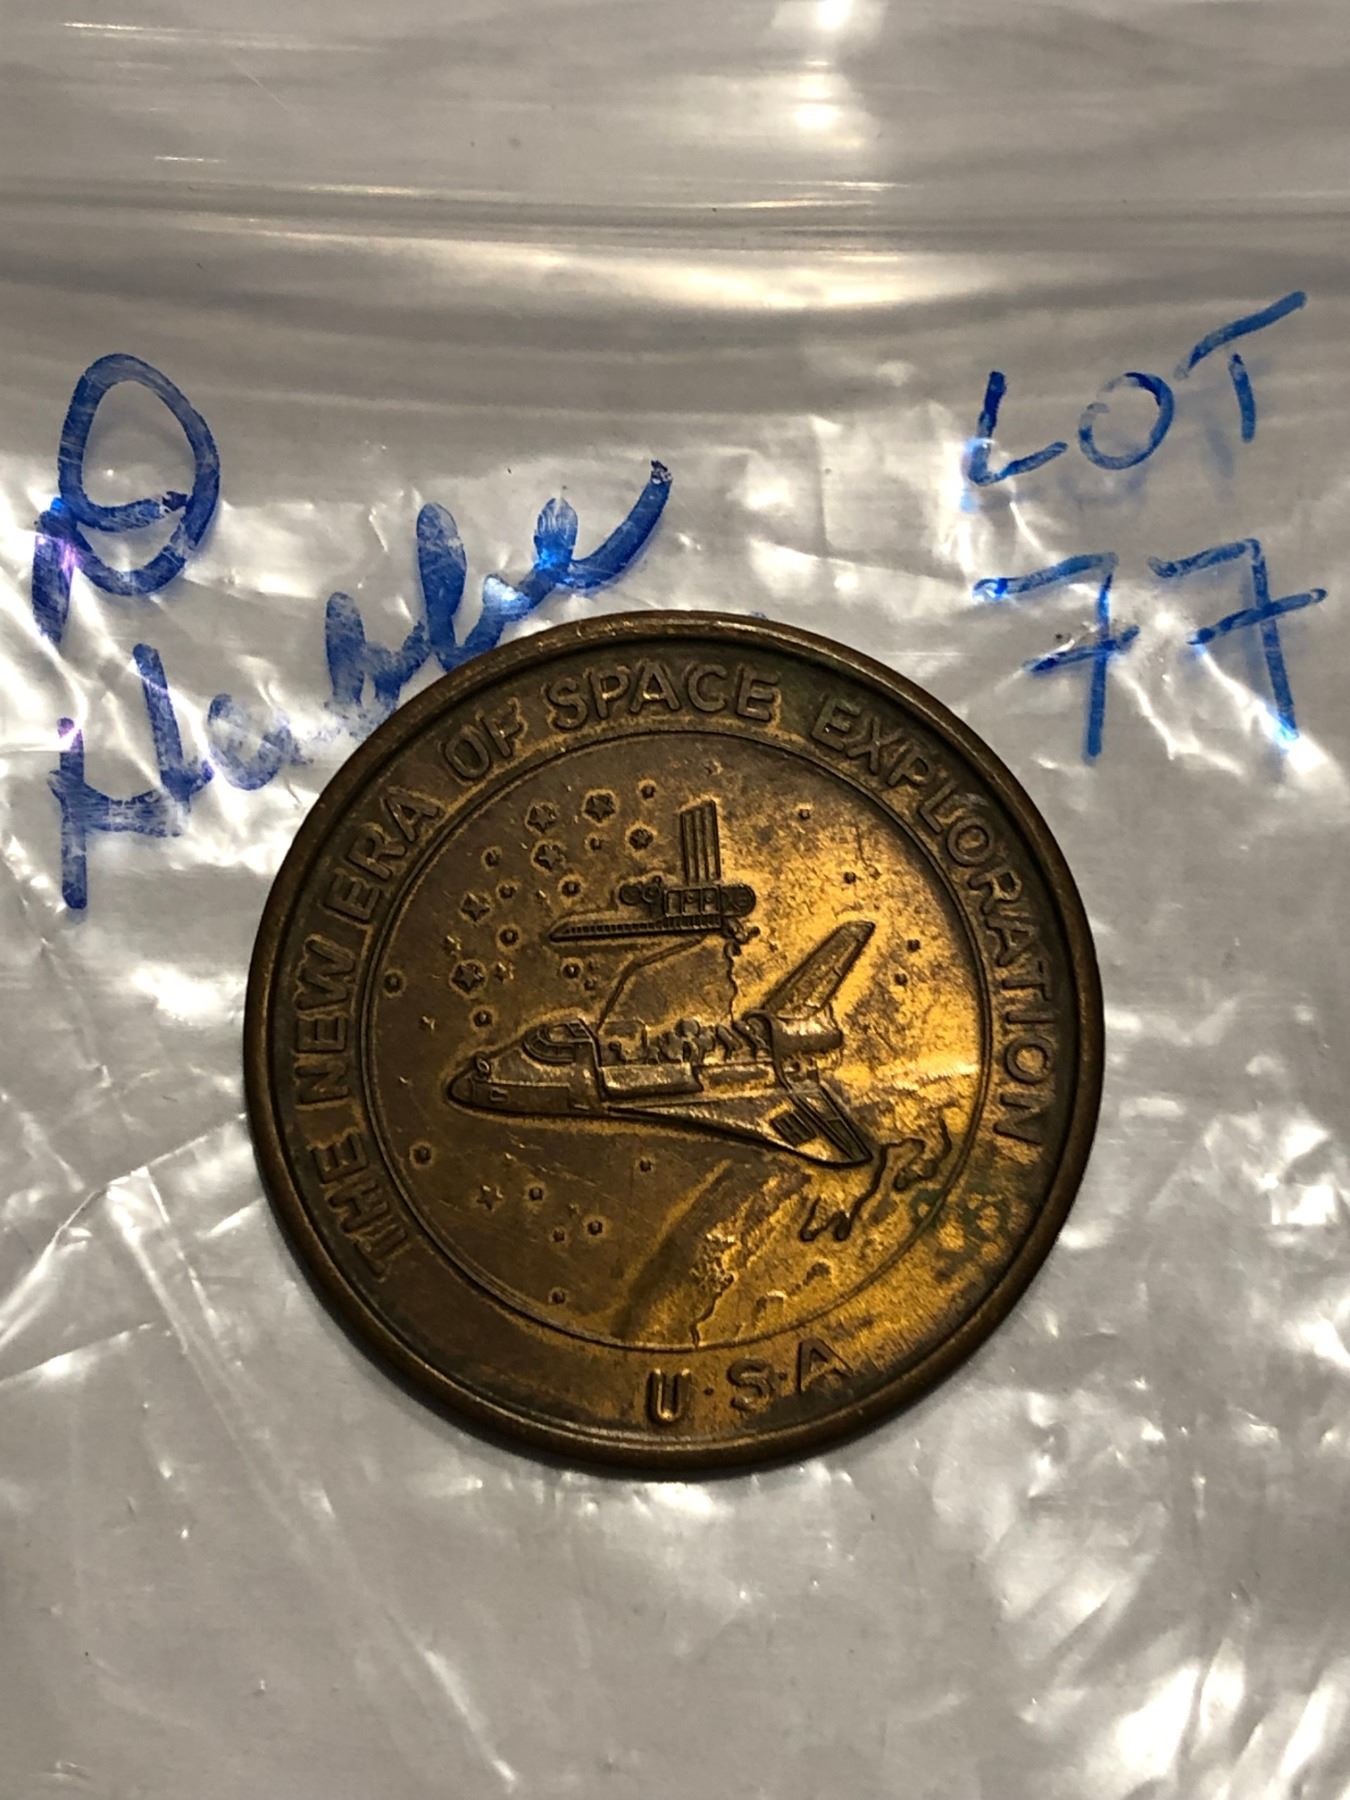 LOT
77
THE NEW ERA OF SPACE EXPLORATION
U·S·A